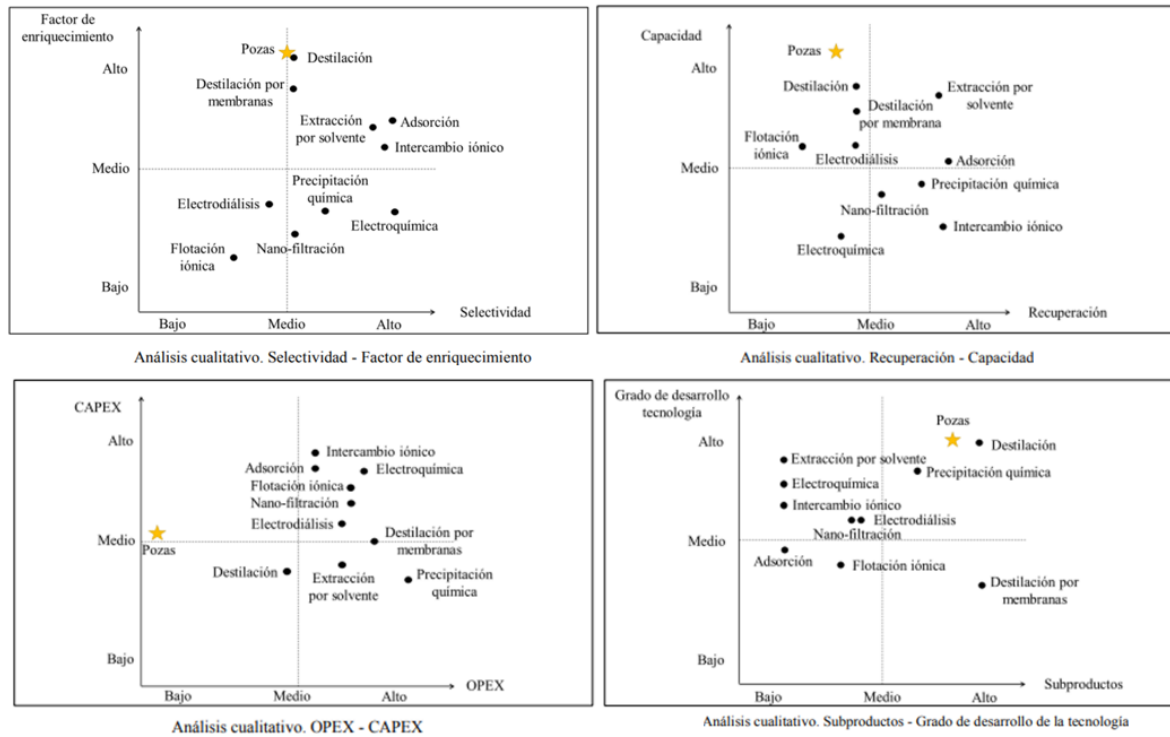 Factor de
enriquecimiento
Pozas
Destilación
Alto
Destilación por
membranas
Extracción
por solvente
Adsorción
Intercambio iónico
Medio
Precipitación
química
Electrodiálisis
Electroquímica
Flotación
iónica
Nano-filtración
Bajo
Selectividad
Bajo
Medio
Alto
Análisis cualitativo. Selectividad - Factor de enriquecimiento
Capacidad
Pozas
Alto
Destilación
Extracción por
solvente
Destilación
por membrana
Flotación
iónica
Electrodiálisis
Adsorción
Medio
Precipitación química
Nano-filtración
Intercambio iónico
Electroquímica
Bajo
Recuperación
Bajo
Medio
Alto
Análisis cualitativo. Recuperación - Capacidad
CAPEX
Alto
Intercambio iónico
Adsorción
Electroquímica
Flotación iónica
Nano-filtración
Electrodiálisis
Destilación por
membranas
Medio
Pozas
Destilación
Extracción
por solvente
Precipitación
química
Bajo
OPEX
Bajo
Medio
Alto
Análisis cualitativo. OPEX - CAPEX
Grado de desarrollo
tecnología
Pozas
Alto
Destilación
Extracción por solvente
Precipitación química
Electroquímica
Intercambio iónico
Electrodiálisis
Nano-filtración
Medio
Adsorción
Flotación iónica
Destilación por
membranas
Bajo
Subproductos
Bajo
Medio
Alto
Análisis cualitativo. Subproductos - Grado de desarrollo de la tecnología